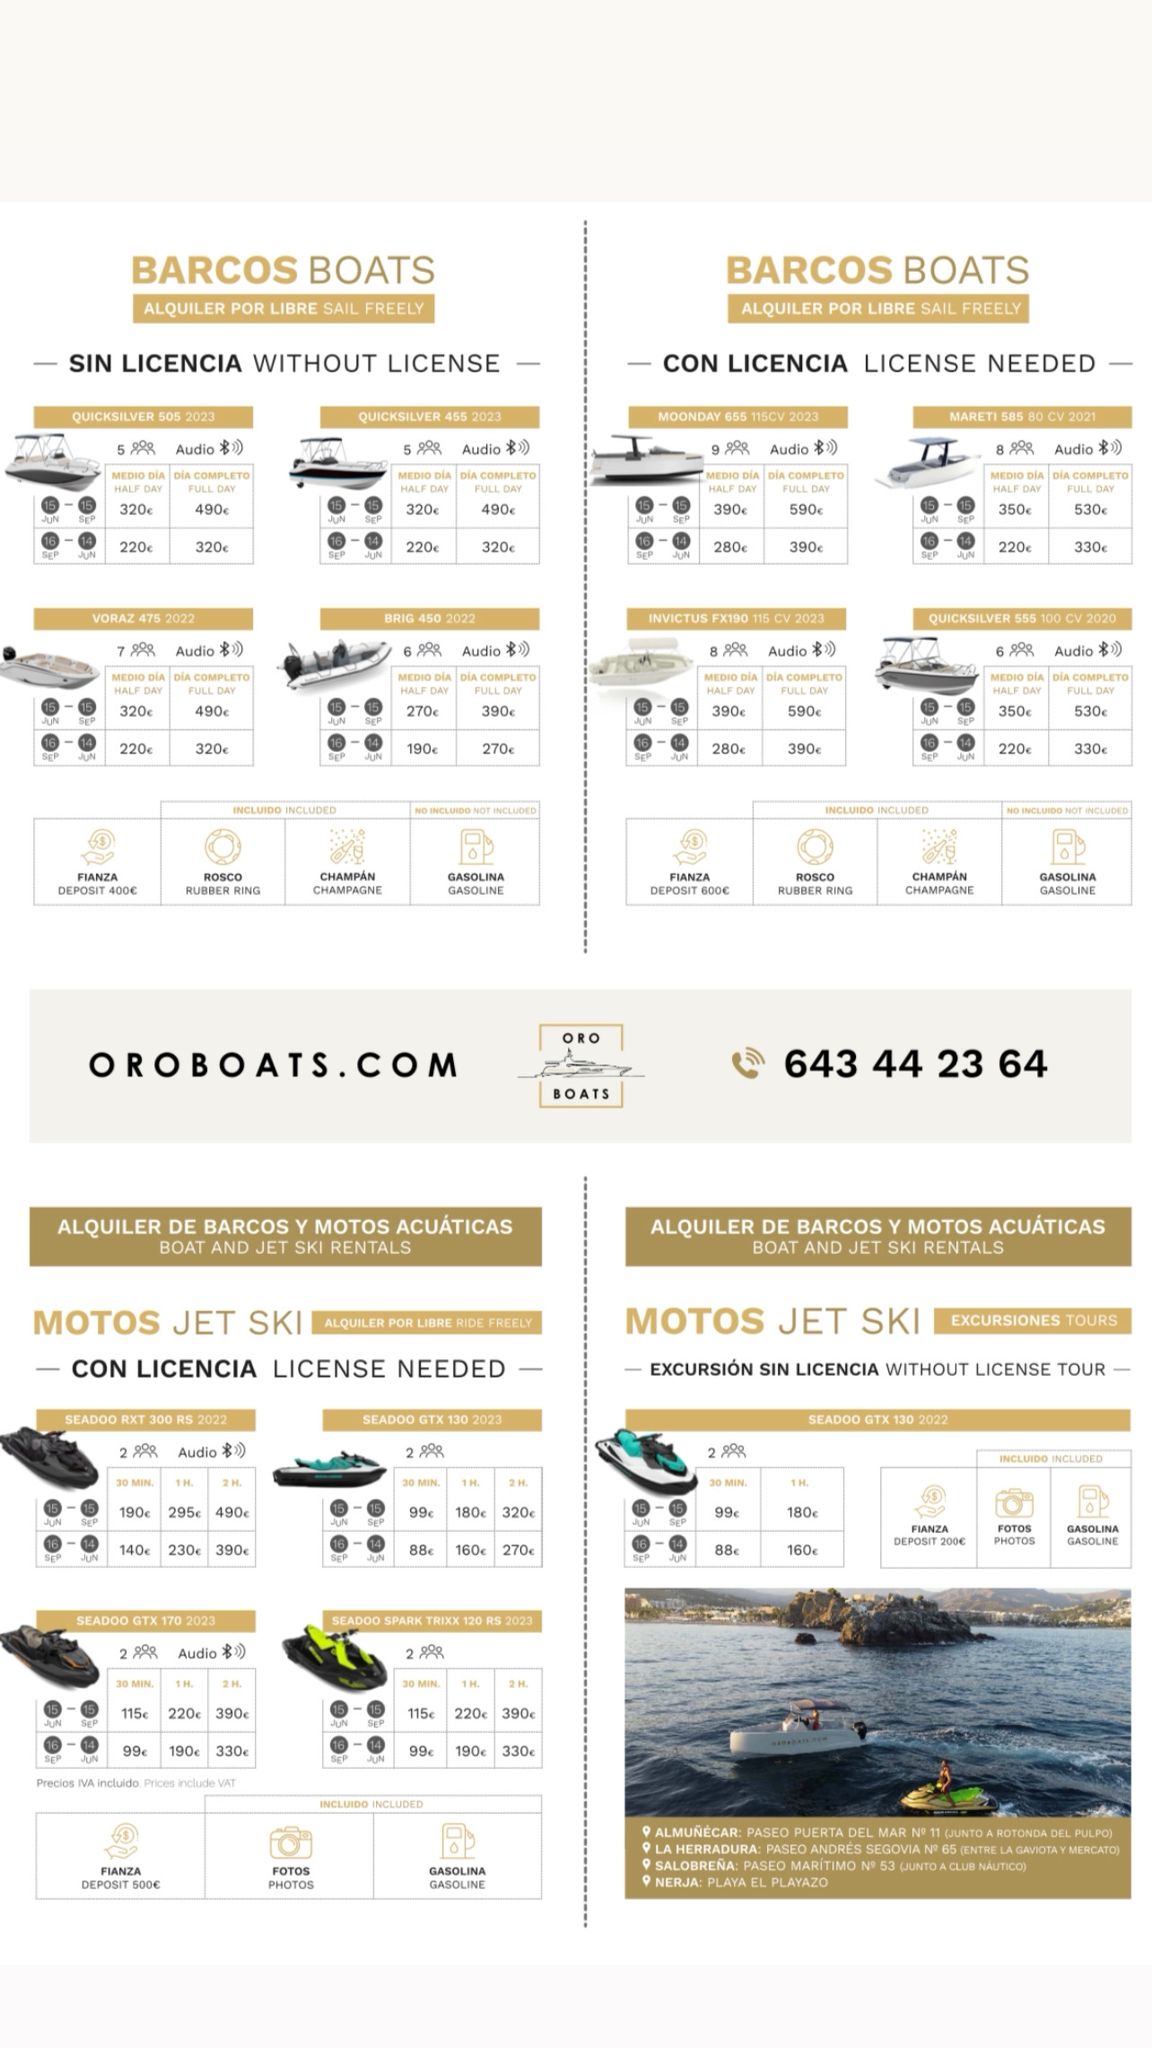 BARCOS BOATS
ALQUILER POR LIBRE SAIL FREELY
SIN LICENCIA WITHOUT LICENSE
QUICKSILVER 505 2023
5 Audio
MEDIO DÍA DÍA COMPLETO
HALF DAY FULL DAY
15 - 15 320€ 490€
JUN SEP
16 - 14 220€ 320€
SEP JUN
QUICKSILVER 455 2023
5 Audio
MEDIO DÍA DÍA COMPLETO
HALF DAY FULL DAY
15 - 15 320€ 490€
JUN SEP
16 - 14 220€ 320€
SEP JUN
VORAZ 475 2022
7 Audio
MEDIO DÍA DÍA COMPLETO
HALF DAY FULL DAY
15 - 15 320€ 490€
JUN SEP
16 - 14 220€ 320€
SEP JUN
BRIG 450 2022
6 Audio
MEDIO DÍA DÍA COMPLETO
HALF DAY FULL DAY
15 - 15 270€ 390€
JUN SEP
16 - 14 190€ 270€
SEP JUN
INCLUIDO INCLUDED NO INCLUIDO NOT INCLUDED
FIANZA ROSCO CHAMPÁN GASOLINA
DEPOSIT 400€ RUBBER RING CHAMPAGNE GASOLINE
BARCOS BOATS
ALQUILER POR LIBRE SAIL FREELY
CON LICENCIA LICENSE NEEDED
MOONDAY 655 115CV 2023
9 Audio
MEDIO DÍA DÍA COMPLETO
HALF DAY FULL DAY
15 - 15 390€ 590€
JUN SEP
16 - 14 280€ 390€
SEP JUN
MARETI 585 80 CV 2021
8 Audio
MEDIO DÍA DÍA COMPLETO
HALF DAY FULL DAY
15 - 15 350€ 530€
JUN SEP
16 - 14 220€ 330€
SEP JUN
INVICTUS FX190 115 CV 2023
8 Audio
MEDIO DÍA DÍA COMPLETO
HALF DAY FULL DAY
15 - 15 390€ 590€
JUN SEP
16 - 14 280€ 390€
SEP JUN
QUICKSILVER 555 100 CV 2020
6 Audio
MEDIO DÍA DÍA COMPLETO
HALF DAY FULL DAY
15 - 15 350€ 530€
JUN SEP
16 - 14 220€ 330€
SEP JUN
INCLUIDO INCLUDED NO INCLUIDO NOT INCLUDED
FIANZA ROSCO CHAMPÁN GASOLINA
DEPOSIT 600€ RUBBER RING CHAMPAGNE GASOLINE
OROBOATS.COM
ORO
BOATS
643 44 23 64
ALQUILER DE BARCOS Y MOTOS ACUÁTICAS
BOAT AND JET SKI RENTALS
MOTOS JET SKI ALQUILER POR LIBRE RIDE FREELY
CON LICENCIA LICENSE NEEDED
SEADOO RXT 300 RS 2022
2 Audio
30 MIN. 1 H. 2 H.
15 - 15 190€ 295€ 490€
JUN SEP
16 - 14 140€ 230€ 390€
SEP JUN
SEADOO GTX 130 2023
2
30 MIN. 1 H. 2 H.
15 - 15 99€ 180€ 320€
JUN SEP
16 - 14 88€ 160€ 270€
SEP JUN
SEADOO GTX 170 2023
2 Audio
30 MIN. 1 H. 2 H.
15 - 15 115€ 220€ 390€
JUN SEP
16 - 14 99€ 190€ 330€
SEP JUN
SEADOO SPARK TRIXX 120 RS 2023
2
30 MIN. 1 H. 2 H.
15 - 15 115€ 220€ 390€
JUN SEP
16 - 14 99€ 190€ 330€
SEP JUN
Precios IVA incluido. Prices include VAT
INCLUIDO INCLUDED
FIANZA FOTOS GASOLINA
DEPOSIT 500€ PHOTOS GASOLINE
ALQUILER DE BARCOS Y MOTOS ACUÁTICAS
BOAT AND JET SKI RENTALS
MOTOS JET SKI EXCURSIONES TOURS
EXCURSIÓN SIN LICENCIA WITHOUT LICENSE TOUR
SEADOO GTX 130 2022
2
30 MIN. 1 H.
15 - 15 99€ 180€
JUN SEP
16 - 14 88€ 160€
SEP JUN
INCLUIDO INCLUDED
FIANZA FOTOS GASOLINA
DEPOSIT 200€ PHOTOS GASOLINE
OROBOATS.COM
ALMUÑÉCAR: PASEO PUERTA DEL MAR Nº 11 (JUNTO A ROTONDA DEL PULPO)
LA HERRADURA: PASEO ANDRÉS SEGOVIA Nº 65 (ENTRE LA GAVIOTA Y MERCATO)
SALOBREÑA: PASEO MARÍTIMO Nº 53 (JUNTO A CLUB NÁUTICO)
NERJA: PLAYA EL PLAYAZO